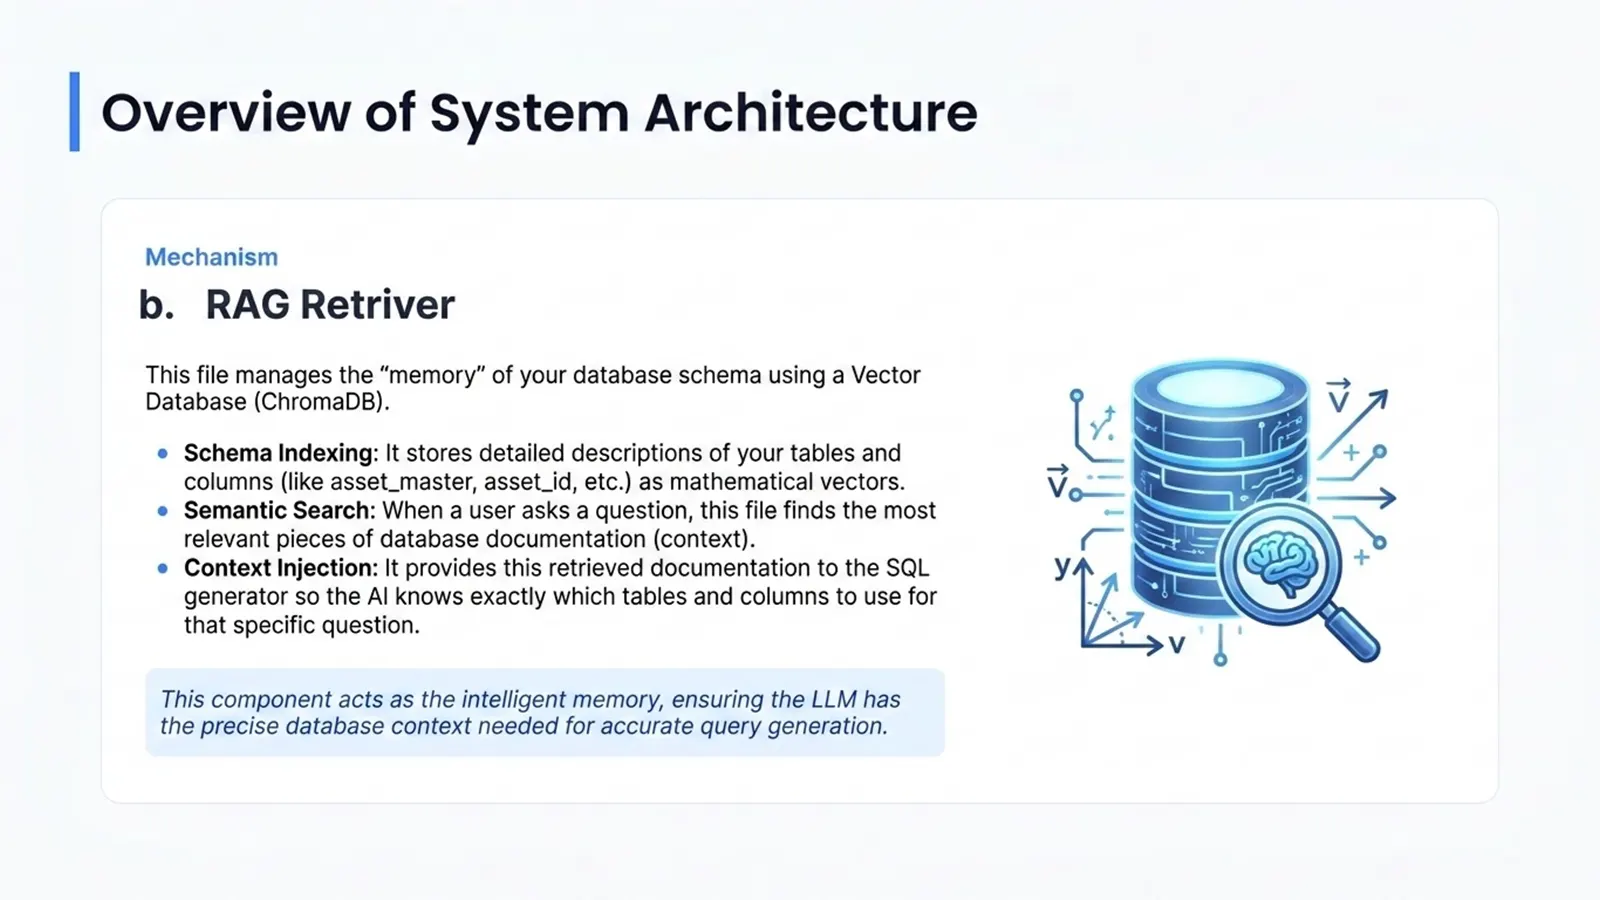 Overview of System Architecture
Mechanism
b. RAG Retriver
This file manages the “memory” of your database schema using a Vector
Database (ChromaDB).
• Schema Indexing: It stores detailed descriptions of your tables and
columns (like asset_master, asset_id, etc.) as mathematical vectors.
• Semantic Search: When a user asks a question, this file finds the most
relevant pieces of database documentation (context).
• Context Injection: It provides this retrieved documentation to the SQL
generator so the AI knows exactly which tables and columns to use for
that specific question.
This component acts as the intelligent memory, ensuring the LLM has
the precise database context needed for accurate query generation.
V
V
y
v